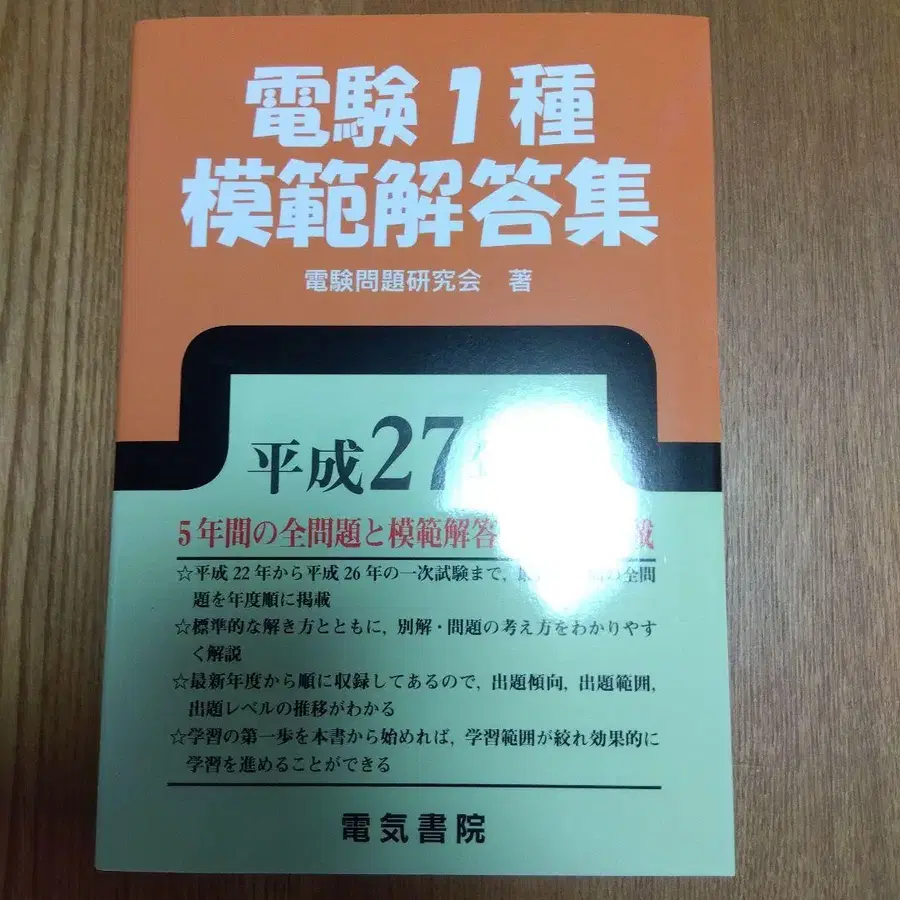 電験1種
模範解答集
電験問題研究会　著
平成27
5年間の全問題と模範解答
☆平成22年から平成26年の一次試験まで,
の全問
題を年度順に掲載
☆標準的な解き方とともに,別解・問題の考え方をわかりやす
く解説
☆最新年度から順に収録してあるので,出題傾向,出題範囲,
出題レベルの推移がわかる
☆学習の第一歩を本書から始めれば,学習範囲が絞れ効果的に
学習を進めることができる
電気書院